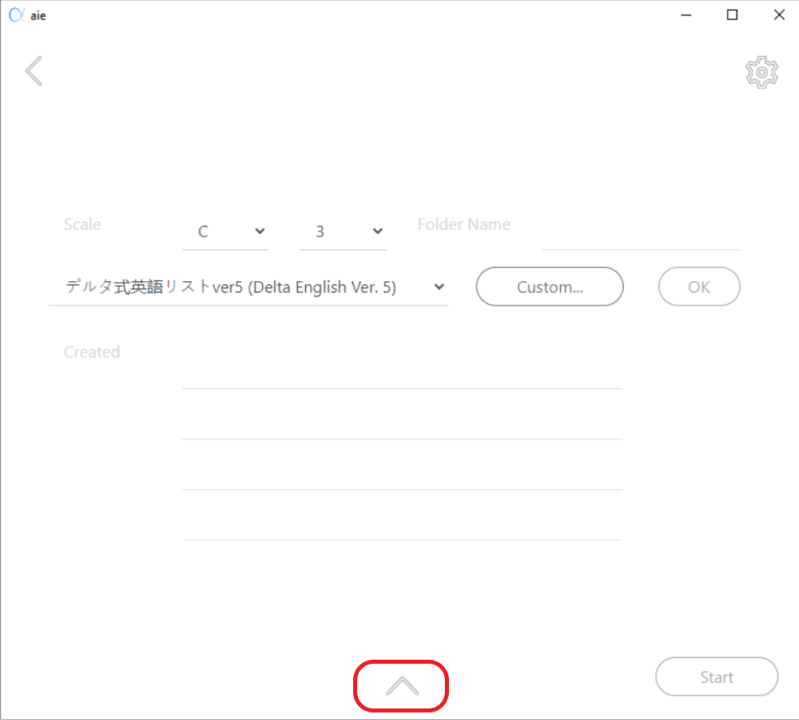 aie
Scale C 3 Folder Name
デルタ式英語リストver5 (Delta English Ver. 5) Custom... OK
Created
Start